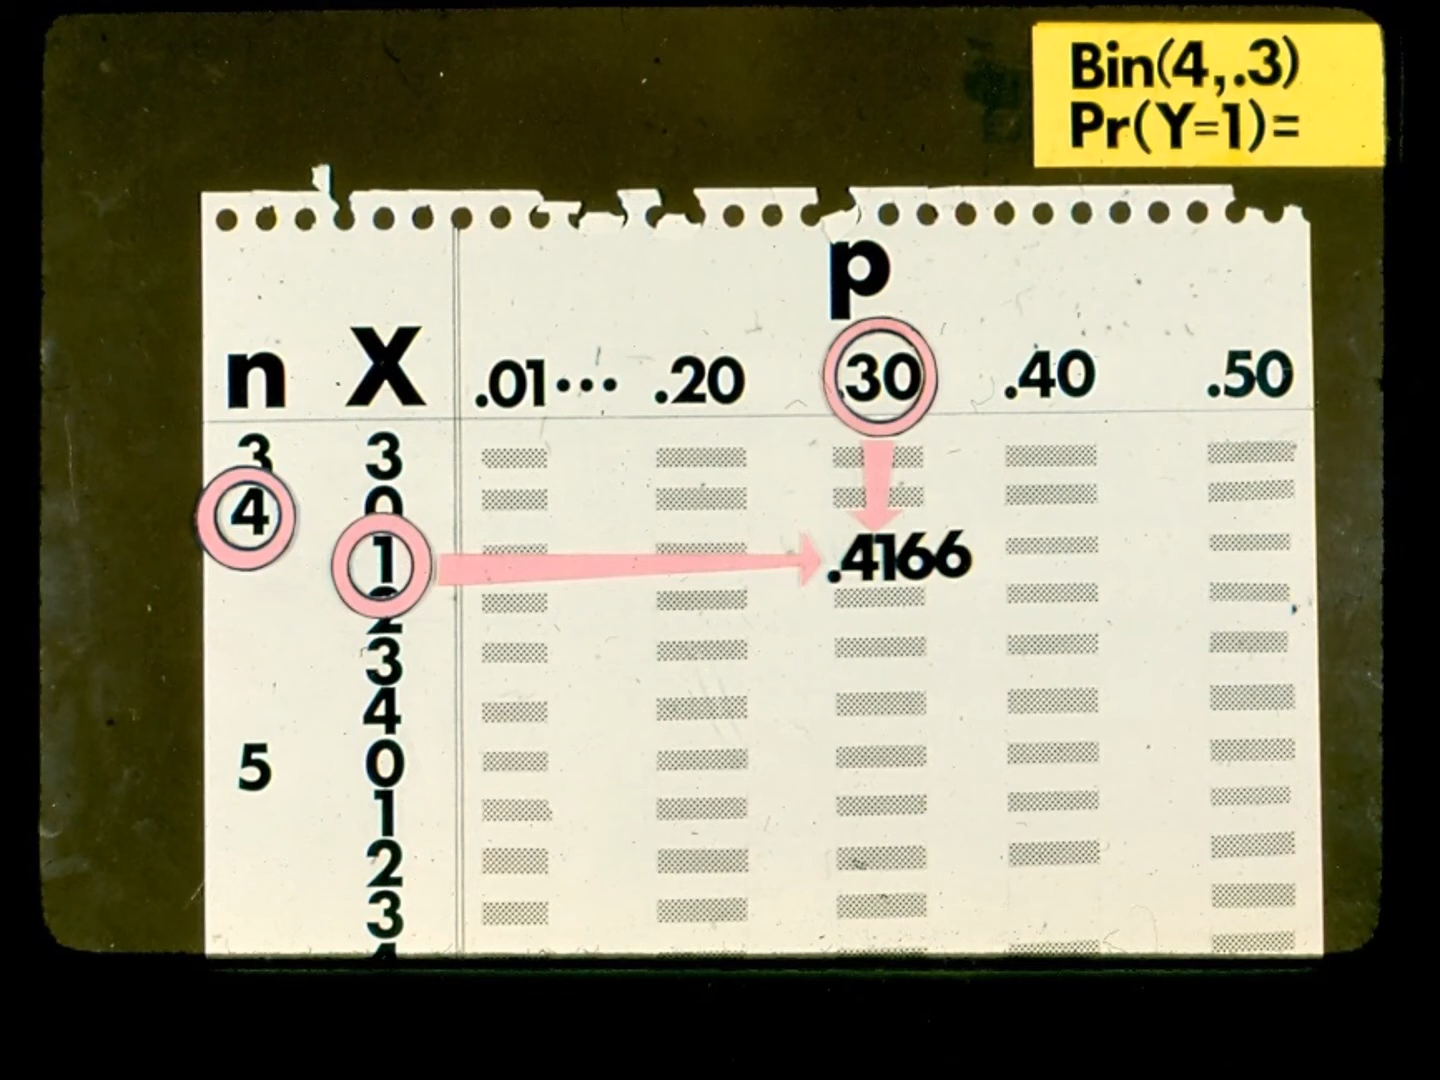 Bin(4,.3)
Pr(Y=1)=
p
n X .01... .20 .30 .40 .50
3 3
4 0
1 .4166
2
3
4
5 0
1
2
3